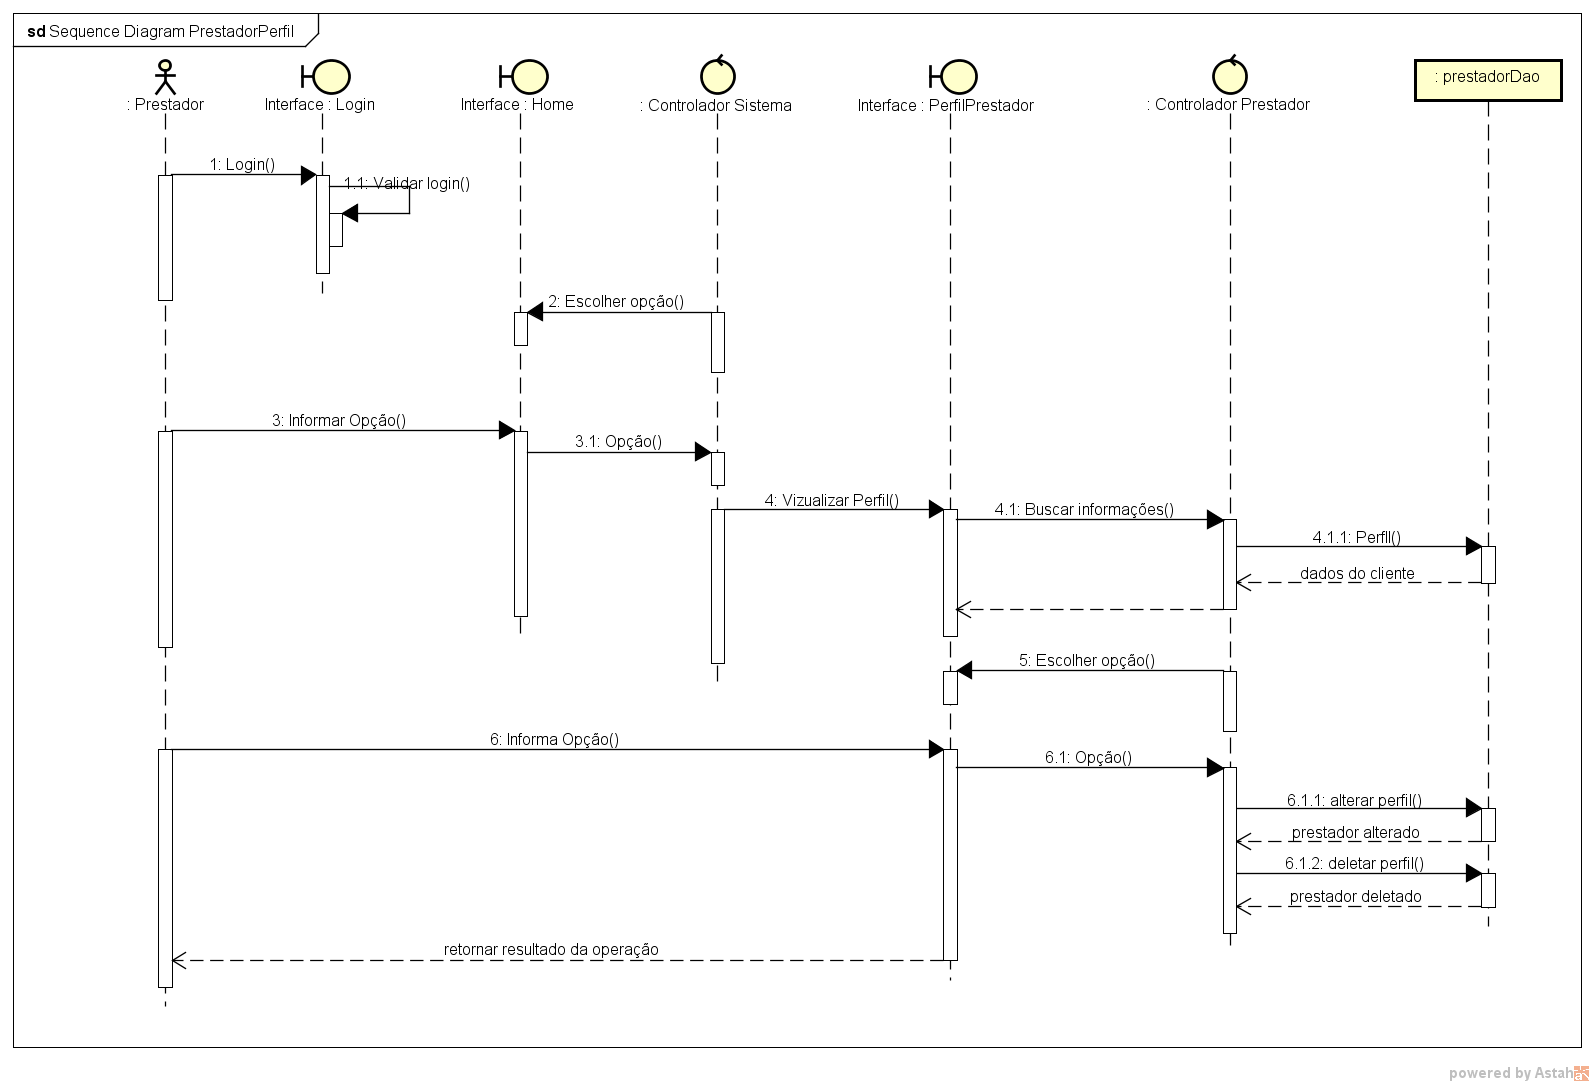 sd Sequence Diagram PrestadorPerfil
: Prestador
Interface : Login
Interface : Home
: Controlador Sistema
Interface : PerfilPrestador
: Controlador Prestador
: prestadorDao
1: Login()
1.1: Validar login()
2: Escolher opção()
3: Informar Opção()
3.1: Opção()
4: Vizualizar Perfil()
4.1: Buscar informações()
4.1.1: Perfil()
dados do cliente
5: Escolher opção()
6: Informa Opção()
6.1: Opção()
6.1.1: alterar perfil()
prestador alterado
6.1.2: deletar perfil()
prestador deletado
retornar resultado da operação
powered by Astah